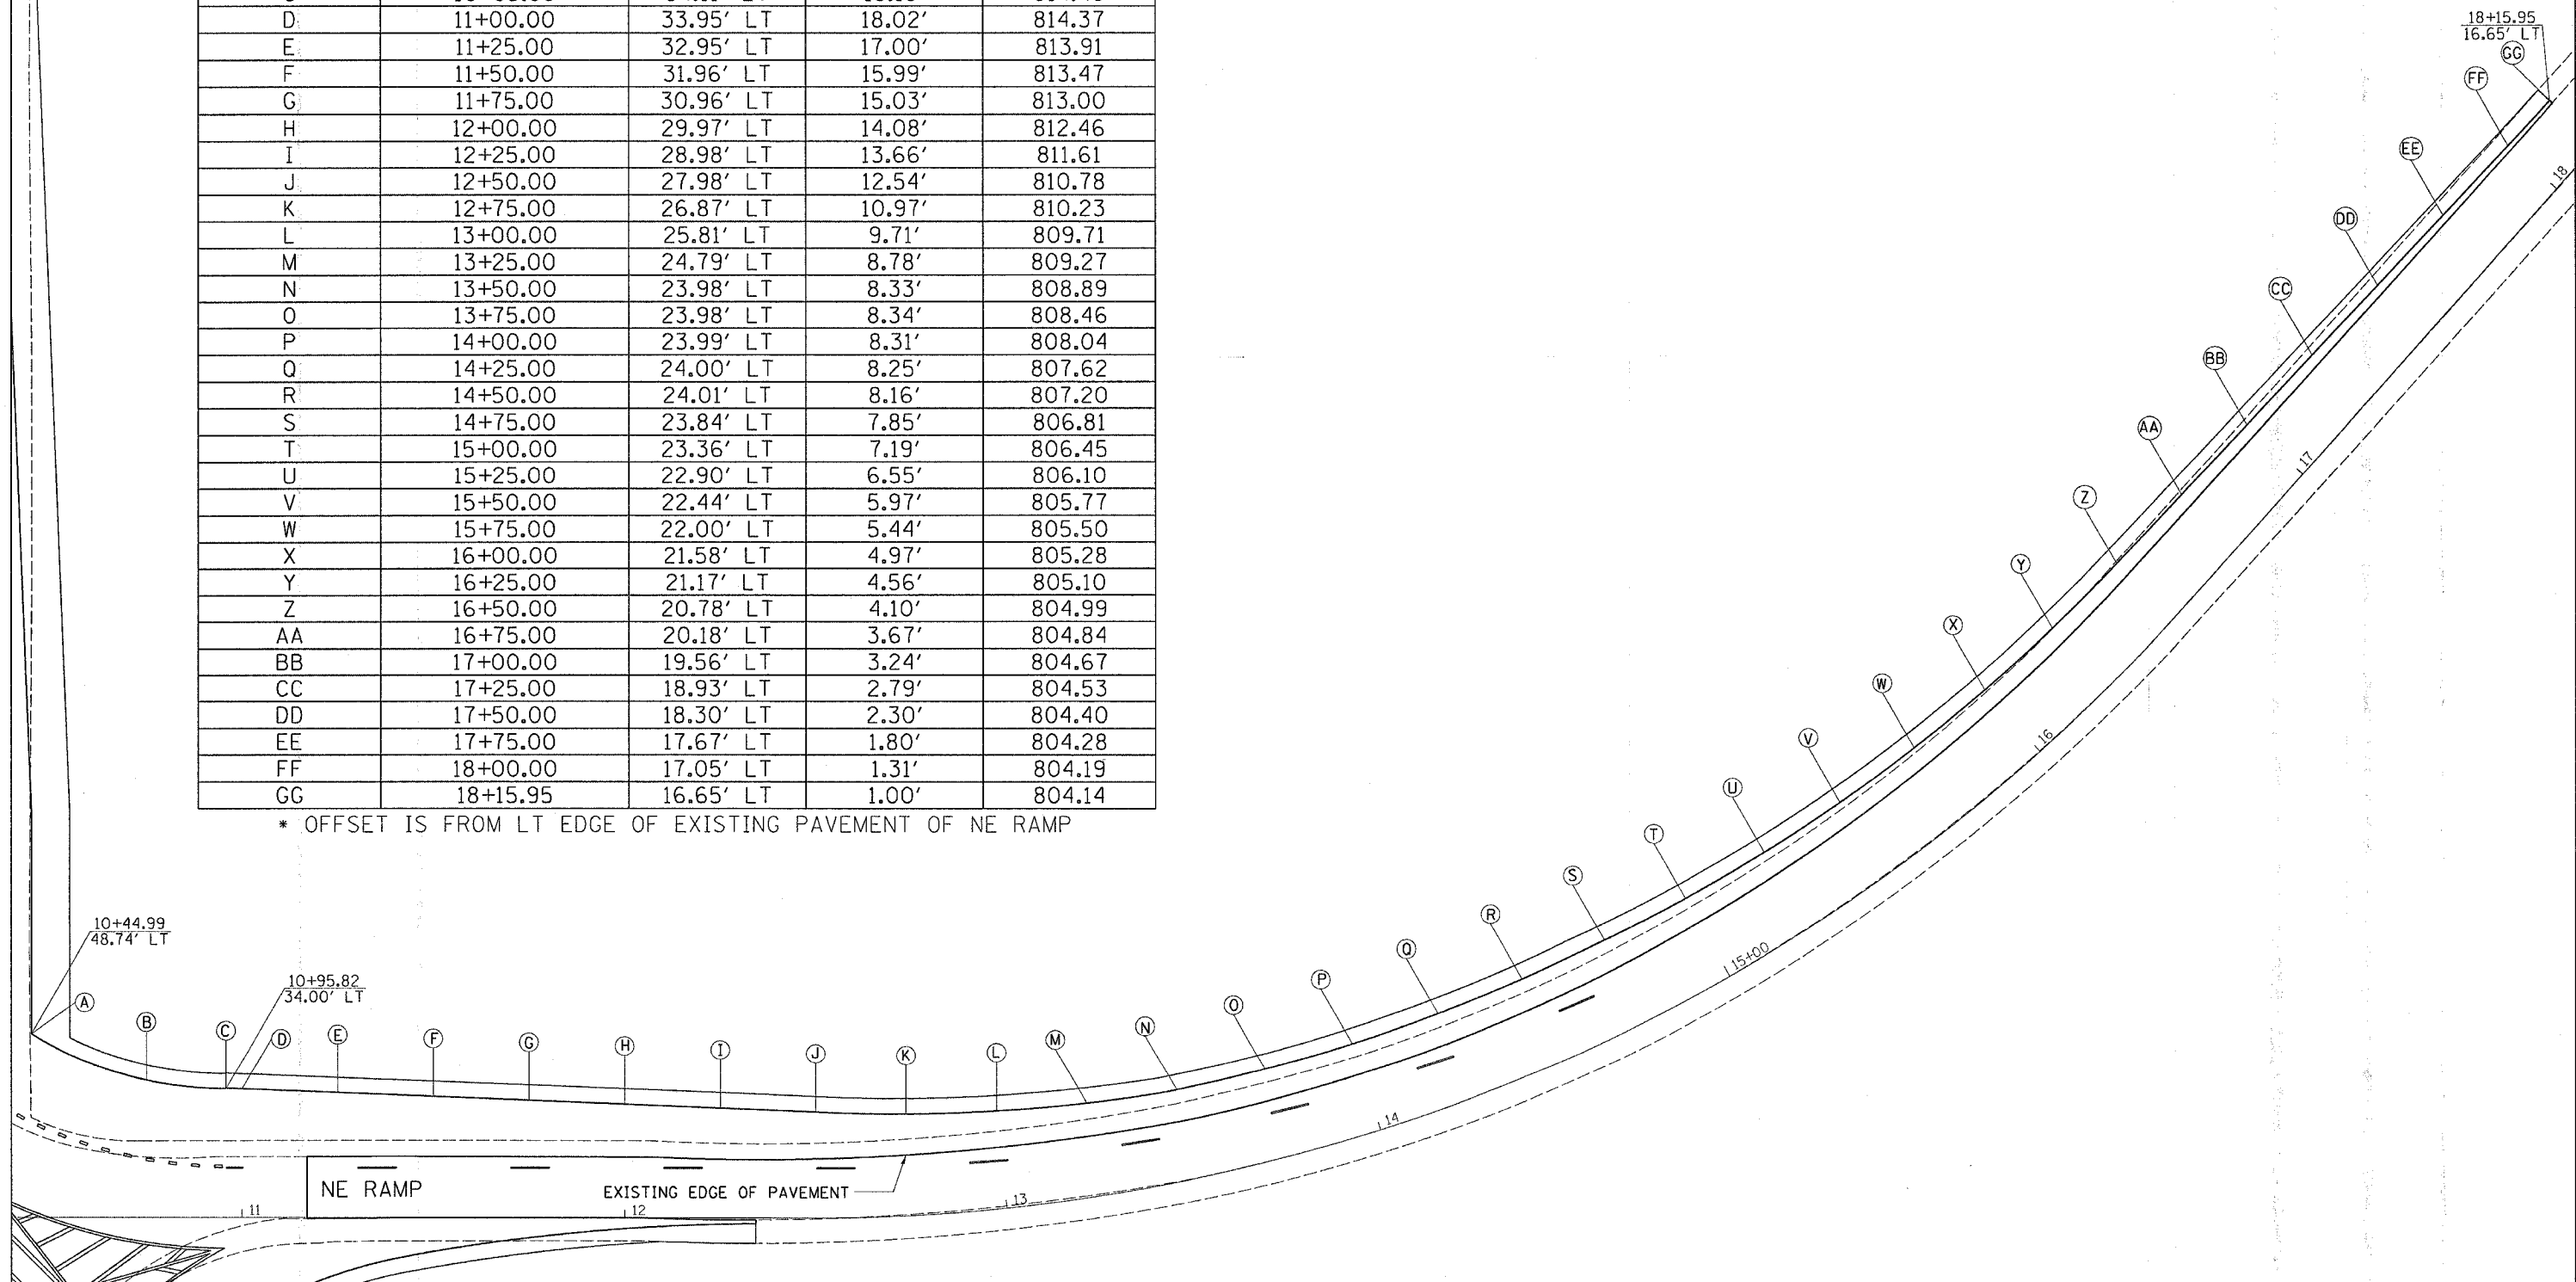 D 11+00.00 33.95' LT 18.02' 814.37
E 11+25.00 32.95' LT 17.00' 813.91
F 11+50.00 31.96' LT 15.99' 813.47
G 11+75.00 30.96' LT 15.03' 813.00
H 12+00.00 29.97' LT 14.08' 812.46
I 12+25.00 28.98' LT 13.66' 811.61
J 12+50.00 27.98' LT 12.54' 810.78
K 12+75.00 26.87' LT 10.97' 810.23
L 13+00.00 25.81' LT 9.71' 809.71
M 13+25.00 24.79' LT 8.78' 809.27
N 13+50.00 23.98' LT 8.33' 808.89
O 13+75.00 23.98' LT 8.34' 808.46
P 14+00.00 23.99' LT 8.31' 808.04
Q 14+25.00 24.00' LT 8.25' 807.62
R 14+50.00 24.01' LT 8.16' 807.20
S 14+75.00 23.84' LT 7.85' 806.81
T 15+00.00 23.36' LT 7.19' 806.45
U 15+25.00 22.90' LT 6.55' 806.10
V 15+50.00 22.44' LT 5.97' 805.77
W 15+75.00 22.00' LT 5.44' 805.50
X 16+00.00 21.58' LT 4.97' 805.28
Y 16+25.00 21.17' LT 4.56' 805.10
Z 16+50.00 20.78' LT 4.10' 804.99
AA 16+75.00 20.18' LT 3.67' 804.84
BB 17+00.00 19.56' LT 3.24' 804.67
CC 17+25.00 18.93' LT 2.79' 804.53
DD 17+50.00 18.30' LT 2.30' 804.40
EE 17+75.00 17.67' LT 1.80' 804.28
FF 18+00.00 17.05' LT 1.31' 804.19
GG 18+15.95 16.65' LT 1.00' 804.14
* OFFSET IS FROM LT EDGE OF EXISTING PAVEMENT OF NE RAMP
18+15.95
16.65' LT
GG
FF
EE
DD
CC
BB
AA
Z
Y
X
W
V
U
T
S
R
Q
P
O
N
M
L
K
J
I
H
G
F
E
D
C
B
A
10+44.99
48.74' LT
10+95.82
34.00' LT
NE RAMP
EXISTING EDGE OF PAVEMENT
11
12
13
14
15+00
16
17
18